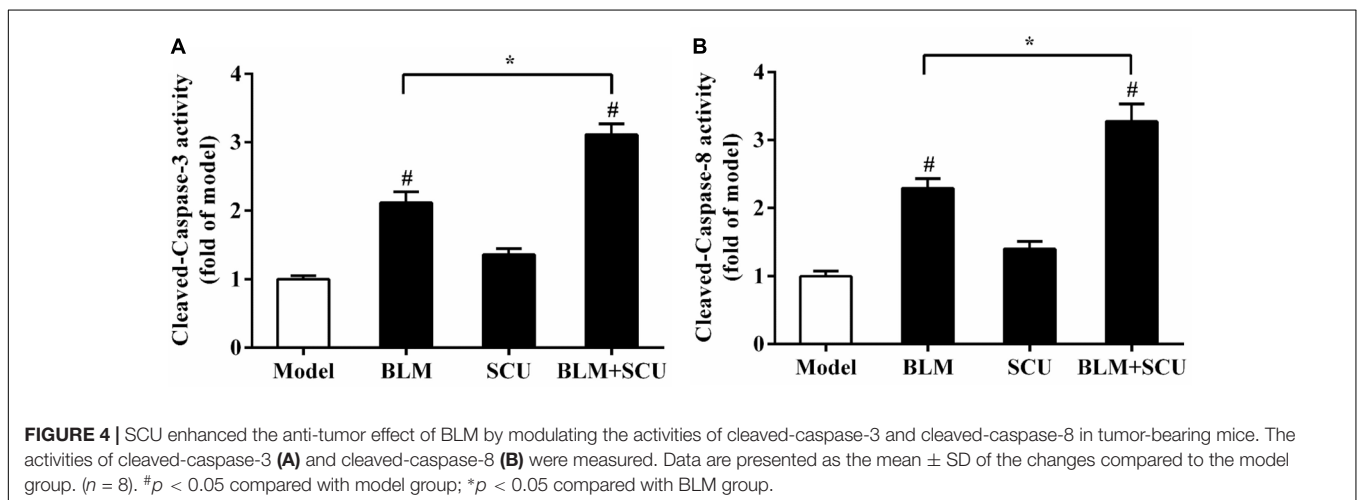 A
Cleaved-Caspase-3 activity
(fold of model)
4
3
2
1
0
*
#
#
Model BLM SCU BLM+SCU
B
Cleaved-Caspase-8 activity
(fold of model)
4
3
2
1
0
*
#
#
Model BLM SCU BLM+SCU
FIGURE 4 | SCU enhanced the anti-tumor effect of BLM by modulating the activities of cleaved-caspase-3 and cleaved-caspase-8 in tumor-bearing mice. The
activities of cleaved-caspase-3 (A) and cleaved-caspase-8 (B) were measured. Data are presented as the mean ± SD of the changes compared to the model
group. (n = 8). #p < 0.05 compared with model group; *p < 0.05 compared with BLM group.